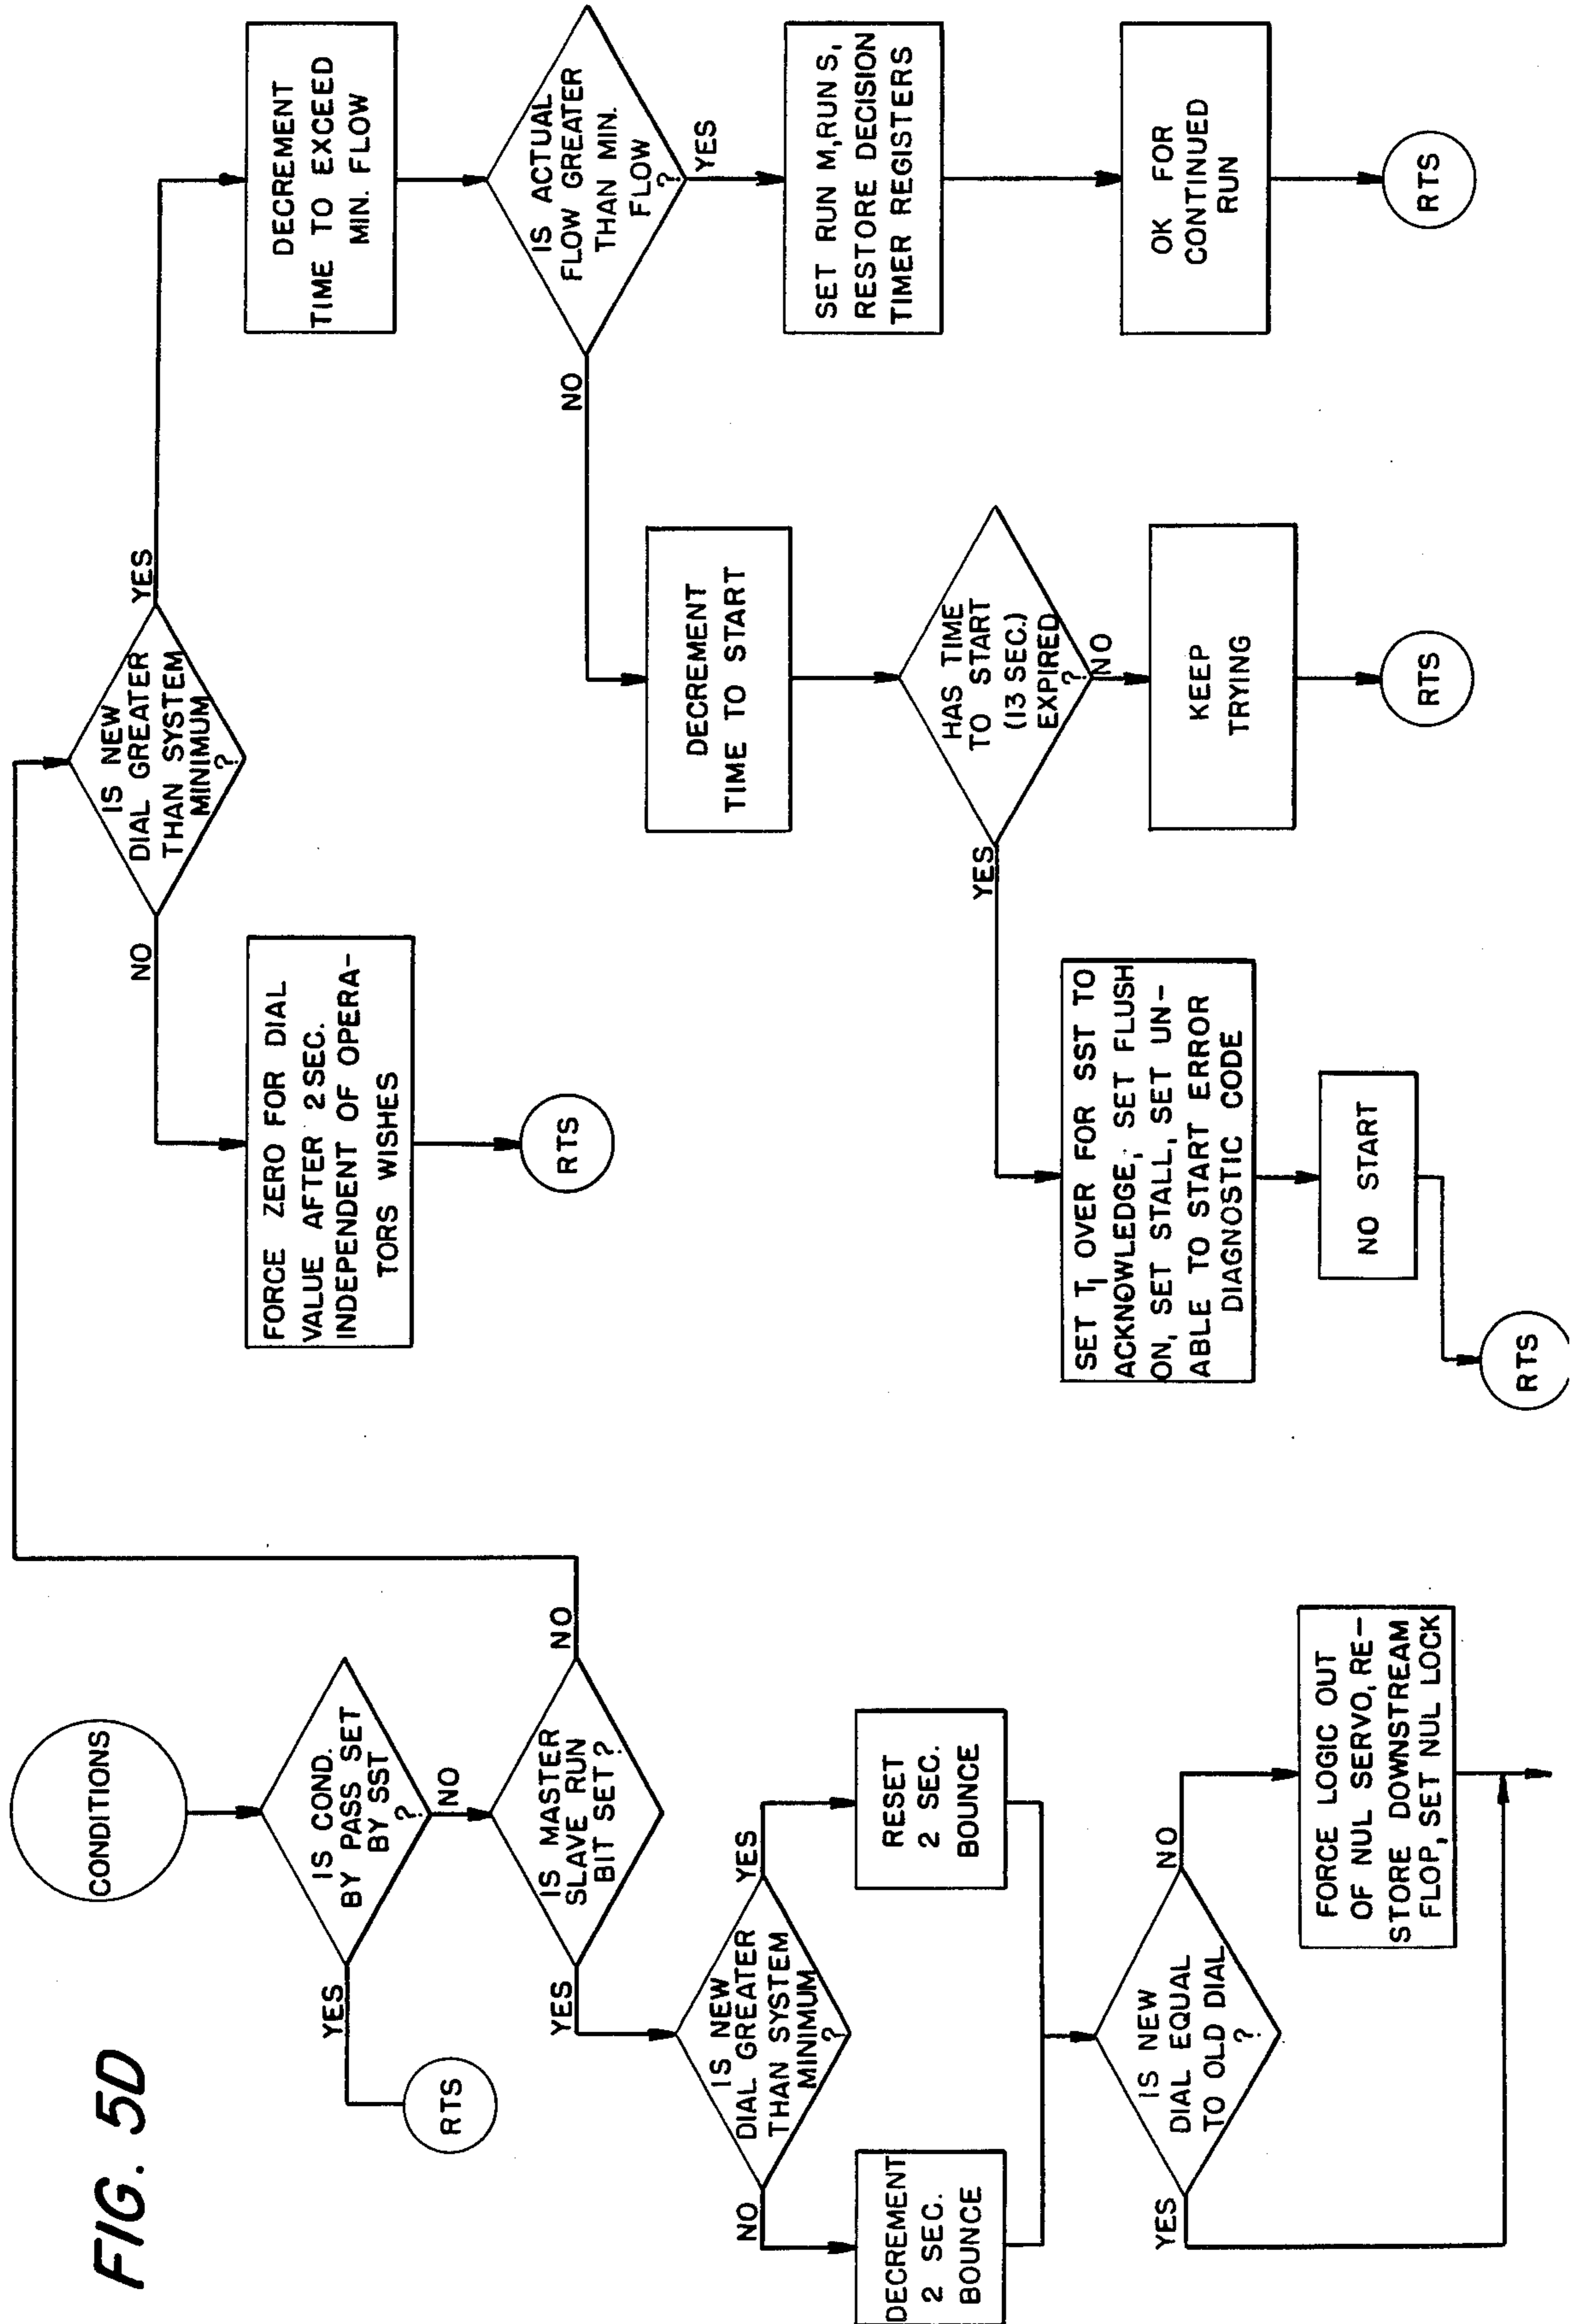 FIG. 5D
CONDITIONS
IS COND.
BY PASS SET
BY SST
?
YES
NO
RTS
IS MASTER
SLAVE RUN
BIT SET ?
YES
NO
IS NEW
DIAL GREATER
THAN SYSTEM
MINIMUM
?
NO
YES
DECREMENT
2 SEC.
BOUNCE
RESET
2 SEC.
BOUNCE
IS NEW
DIAL EQUAL
TO OLD DIAL
?
YES
NO
FORCE LOGIC OUT
OF NUL SERVO, RE-
STORE DOWNSTREAM
FLOP, SET NUL LOCK
IS NEW
DIAL GREATER
THAN SYSTEM
MINIMUM
?
NO
YES
FORCE ZERO FOR DIAL
VALUE AFTER 2 SEC.
INDEPENDENT OF OPERA-
TORS WISHES
RTS
DECREMENT
TIME TO EXCEED
MIN. FLOW
IS ACTUAL
FLOW GREATER
THAN MIN.
FLOW
?
NO
YES
DECREMENT
TIME TO START
HAS TIME
TO START
(13 SEC.)
EXPIRED
?
YES
NO
SET T1 OVER FOR SST TO
ACKNOWLEDGE, SET FLUSH
ON, SET STALL, SET UN-
ABLE TO START ERROR
DIAGNOSTIC CODE
NO START
RTS
KEEP
TRYING
RTS
SET RUN M, RUN S,
RESTORE DECISION
TIMER REGISTERS
OK FOR
CONTINUED
RUN
RTS